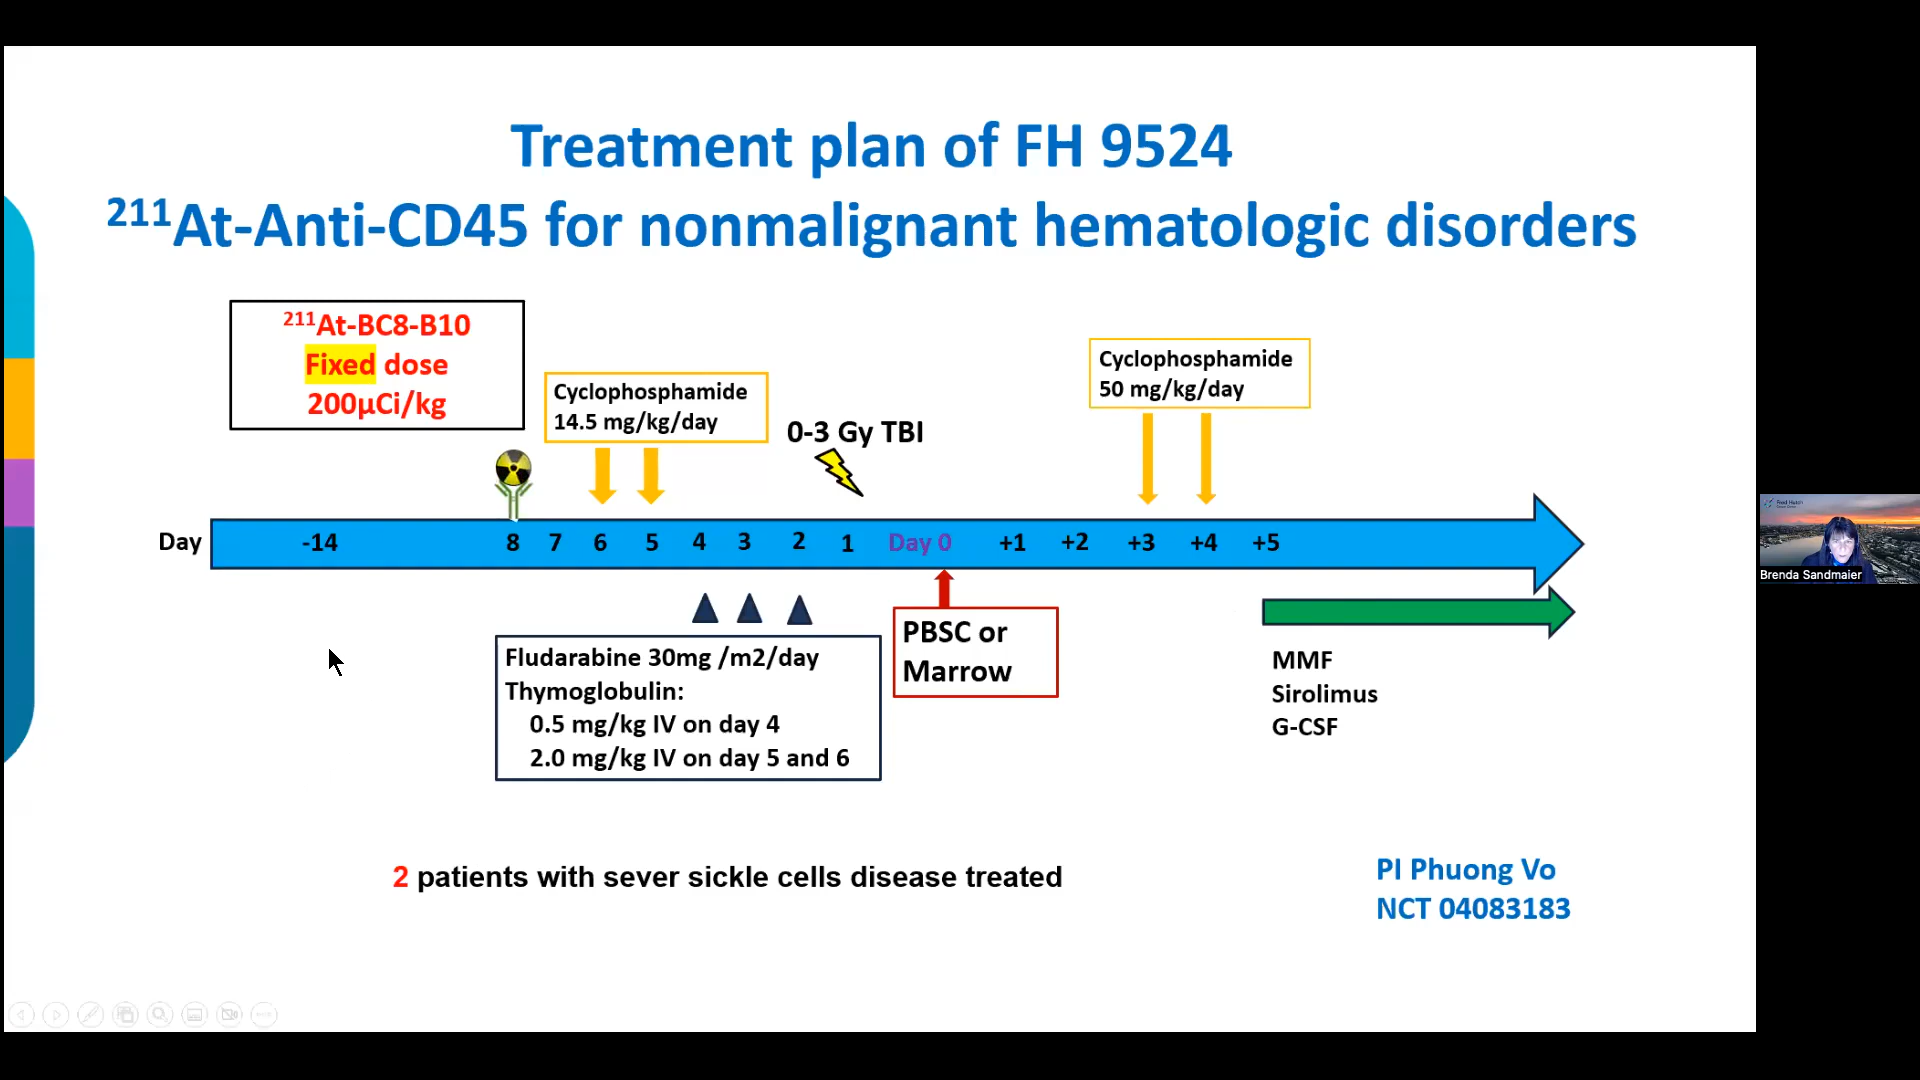 Treatment plan of FH 9524
²¹¹At-Anti-CD45 for nonmalignant hematologic disorders
²¹¹At-BC8-B10
Fixed dose
200µCi/kg
Cyclophosphamide
14.5 mg/kg/day
0-3 Gy TBI
Cyclophosphamide
50 mg/kg/day
Day -14 8 7 6 5 4 3 2 1 Day 0 +1 +2 +3 +4 +5
Fludarabine 30mg /m2/day
Thymoglobulin:
0.5 mg/kg IV on day 4
2.0 mg/kg IV on day 5 and 6
PBSC or
Marrow
MMF
Sirolimus
G-CSF
2 patients with sever sickle cells disease treated
PI Phuong Vo
NCT 04083183
Brenda Sandmaier